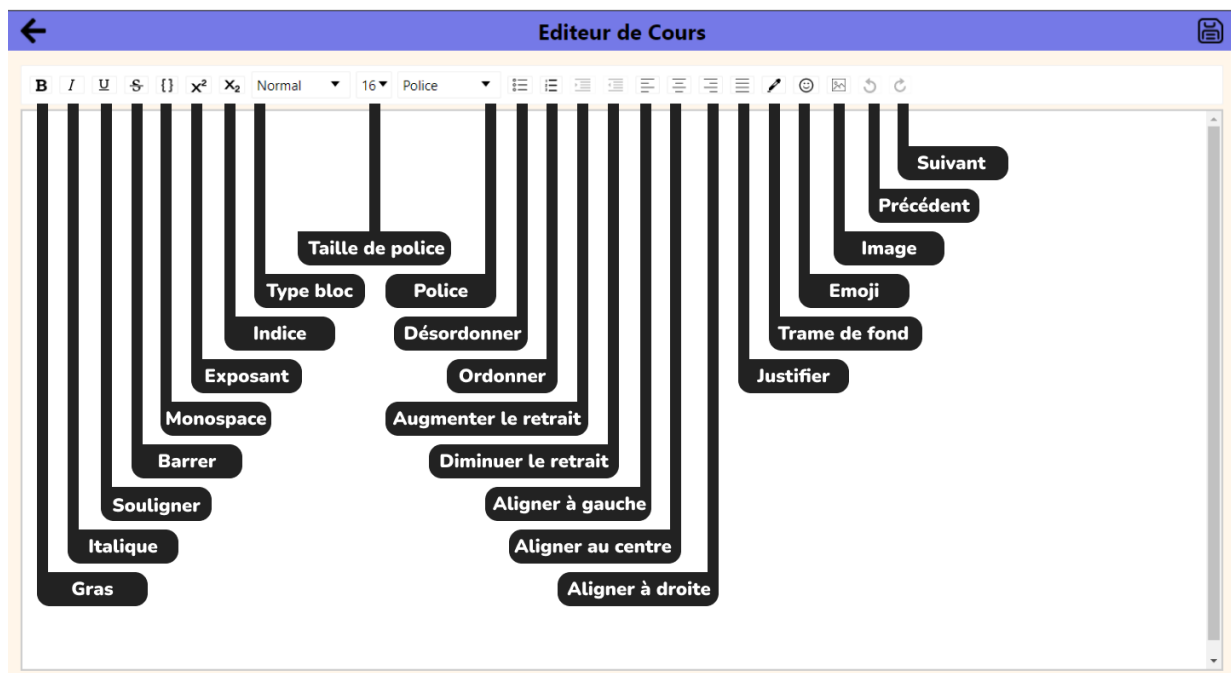 Editeur de Cours
B I U S {} x² X₂ Normal 16 Police
Suivant
Précédent
Taille de police
Image
Type bloc
Police
Emoji
Indice
Désordonner
Trame de fond
Exposant
Ordonner
Justifier
Monospace
Augmenter le retrait
Barrer
Diminuer le retrait
Souligner
Aligner à gauche
Italique
Aligner au centre
Gras
Aligner à droite